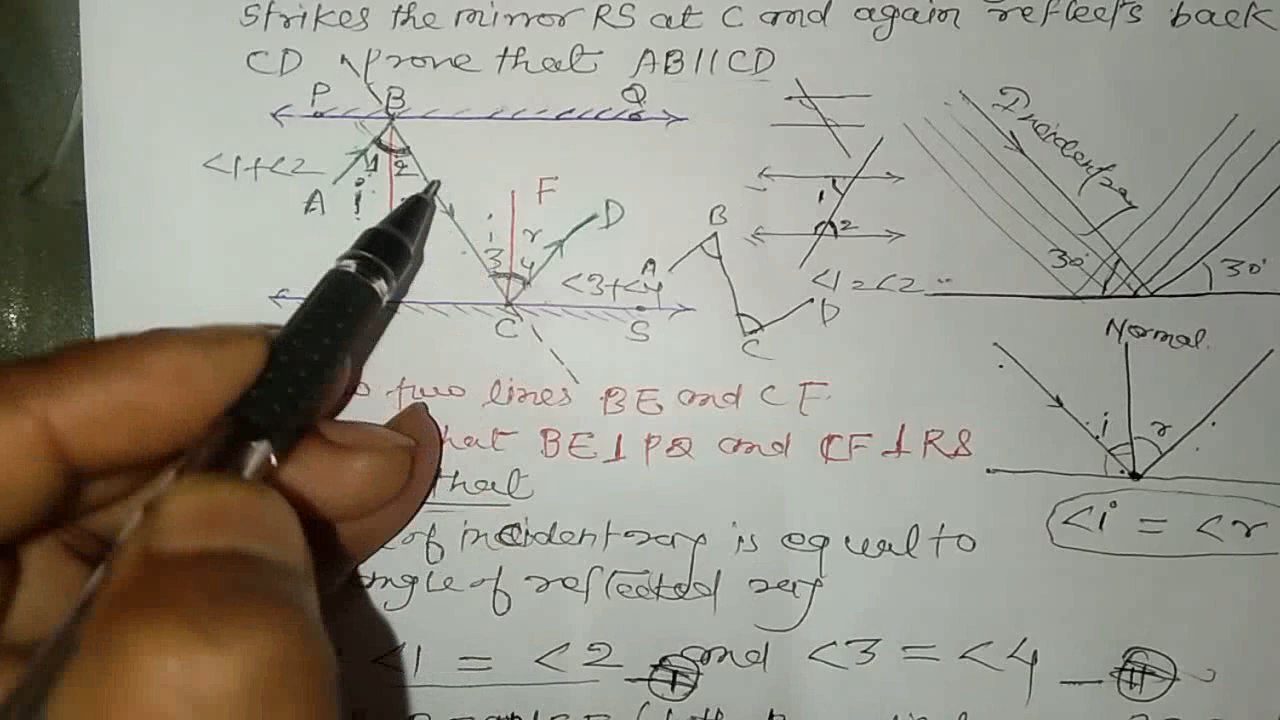 strikes the mirror RS at C and again reflects back
CD prove that AB||CD
P B Q
<1+<2
1 2
A i
F
i r D
3 4
<3+<4
C S
B
A
D
C
1
2
<1=<2
Incident ray
30° 30°
Normal
i r
<i = <r
two lines BE and CF
that BE⊥PQ and CF⊥RS
that
of incident ray is equal to
angle of reflected ray
<1 = <2 - I and <3 = <4 - II